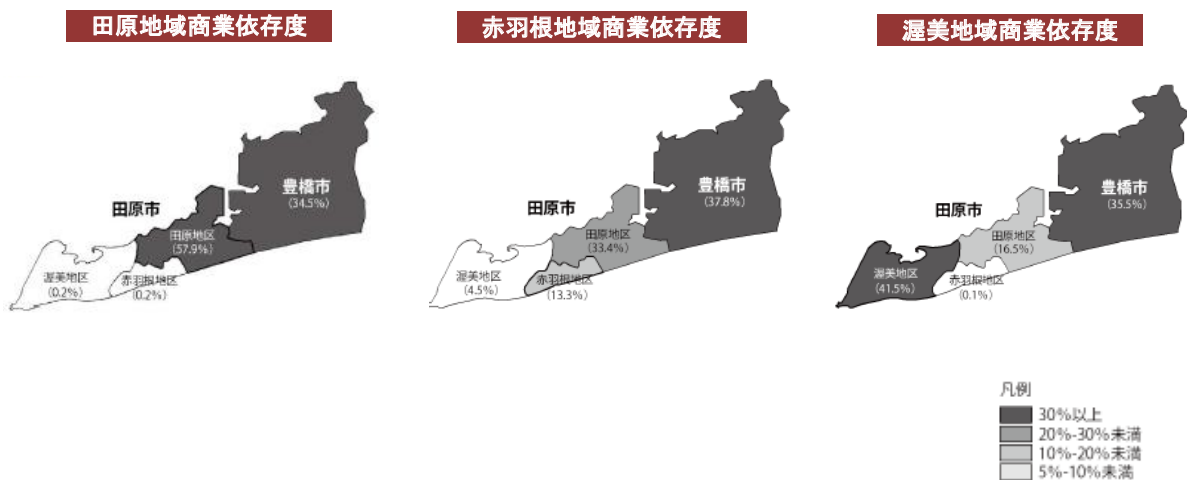 田原地域商業依存度
豊橋市
(34.5%)
田原市
田原地区
(57.9%)
渥美地区
(0.2%)
赤羽根地区
(0.2%)
赤羽根地域商業依存度
豊橋市
(37.8%)
田原市
田原地区
(33.4%)
渥美地区
(4.5%)
赤羽根地区
(13.3%)
渥美地域商業依存度
豊橋市
(35.5%)
田原市
田原地区
(16.5%)
渥美地区
(41.5%)
赤羽根地区
(0.1%)
凡例
30%以上
20%-30%未満
10%-20%未満
5%-10%未満